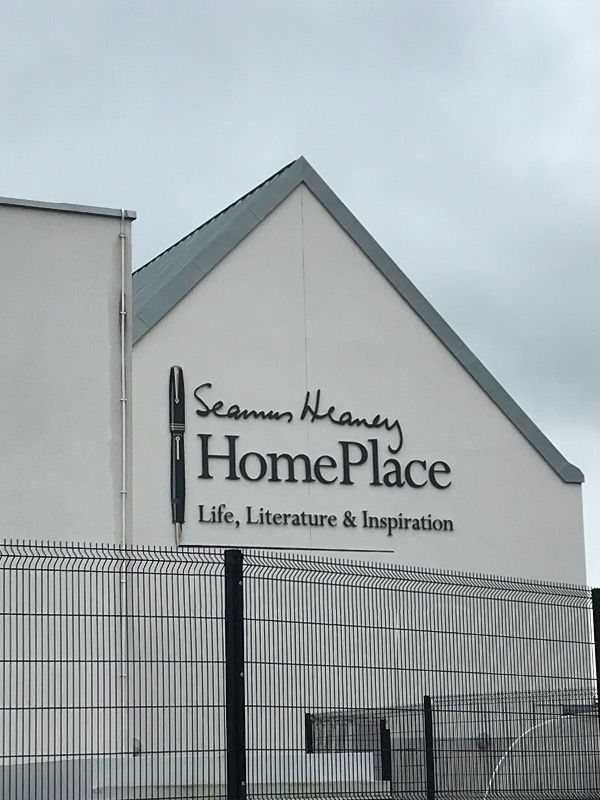 Seamus Heaney
HomePlace
Life, Literature & Inspiration